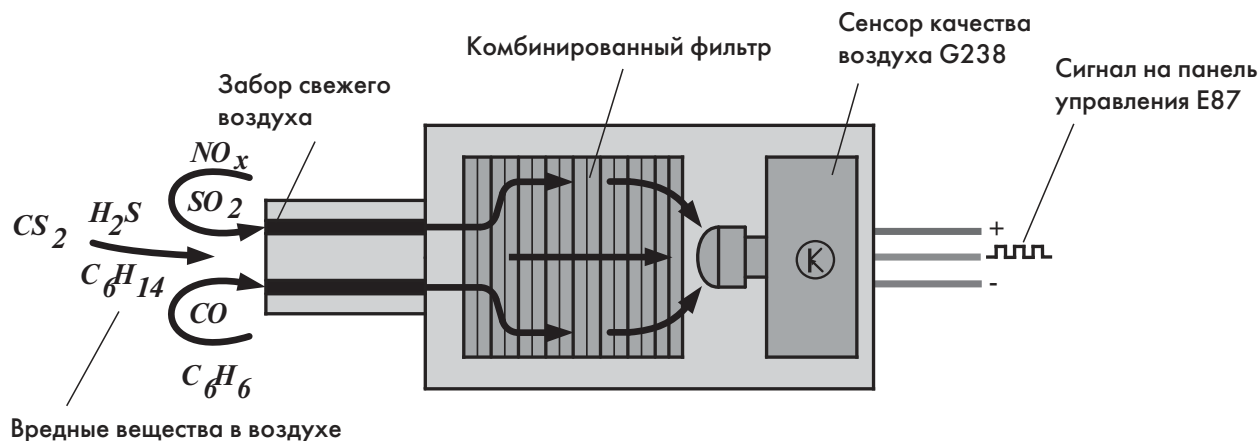 Сенсор качества
воздуха G238
Комбинированный фильтр
Сигнал на панель
управления E87
Забор свежего
воздуха
NOx
SO2
H2S
CS2
C6H14
CO
C6H6
+
-
K
Вредные вещества в воздухе